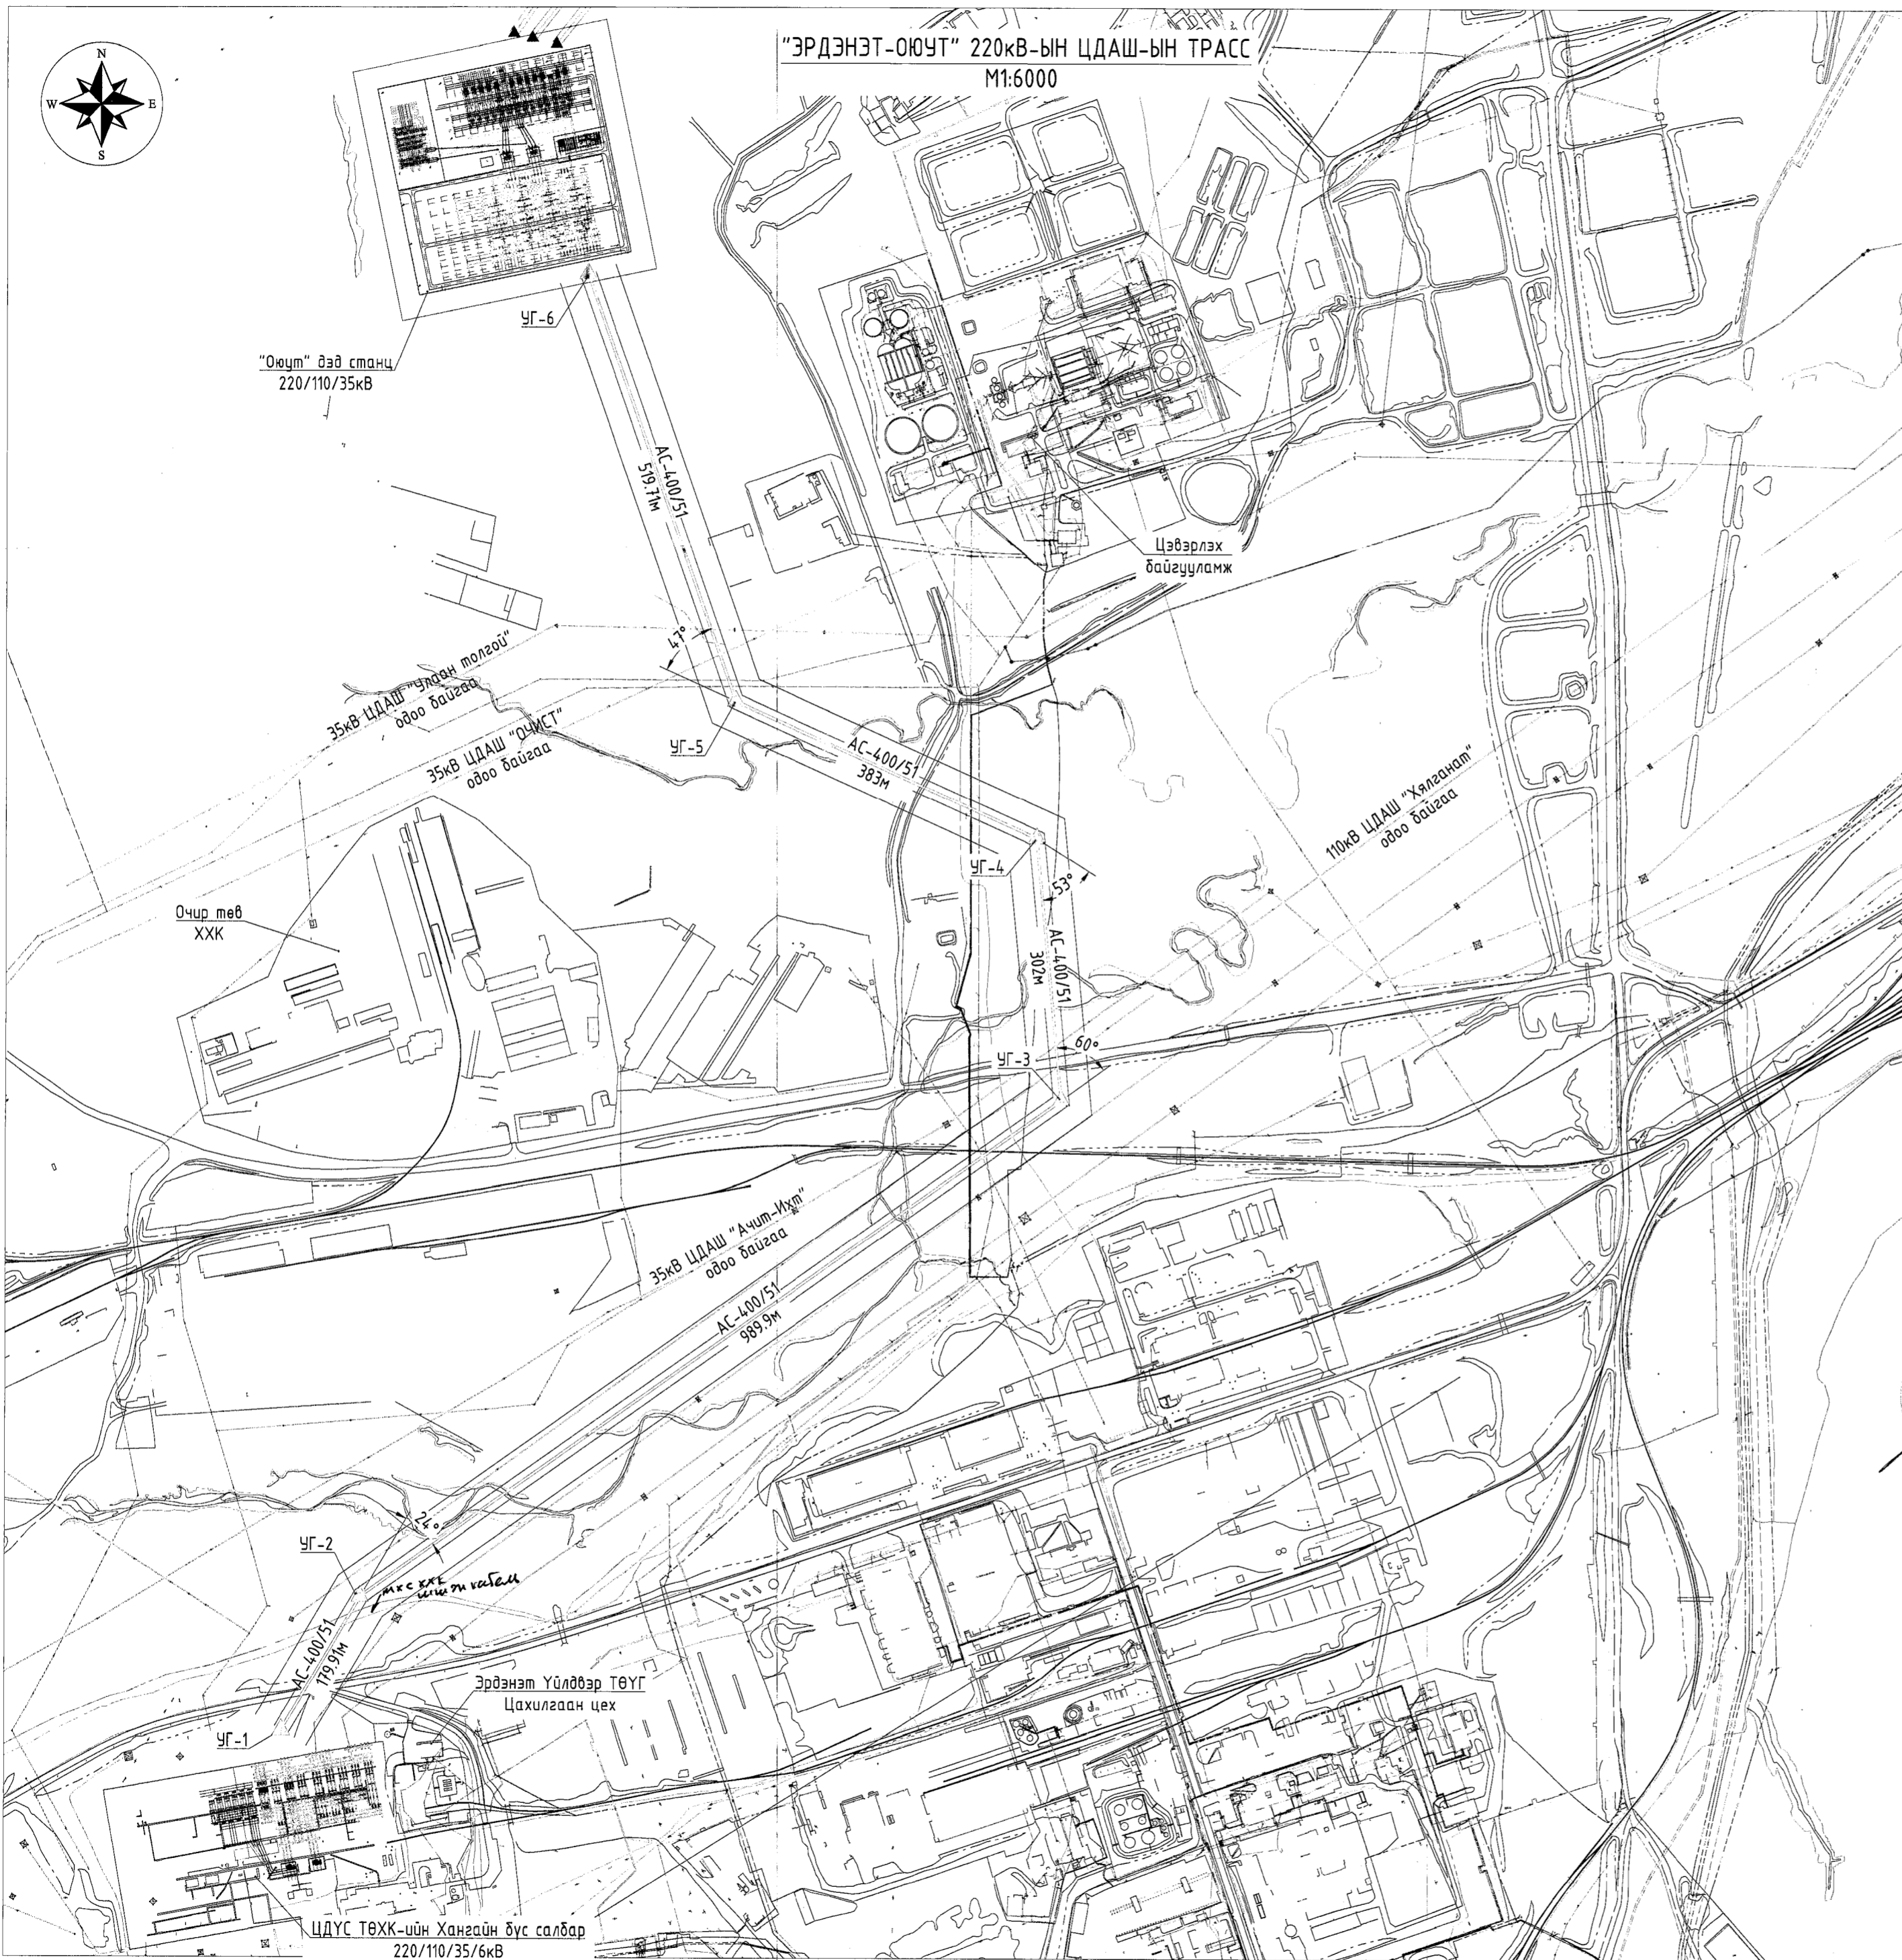 "ЭРДЭНЭТ-ОЮУТ" 220кВ-ЫН ЦДАШ-ЫН ТРАСС
М1:6000
N
W
E
S
УГ-6
"Оюут" дэд станц
220/110/35кВ
АС-400/51
519.71м
Цэвэрлэх
байгууламж
47°
35кВ ЦДАШ "Улаан толгой"
одоо байгаа
35кВ ЦДАШ "ОЧИСТ"
одоо байгаа
УГ-5
АС-400/51
383м
110кВ ЦДАШ "Хялганат"
одоо байгаа
УГ-4
53°
Очир төв
ХХК
АС-400/51
302м
УГ-3
60°
35кВ ЦДАШ "Ачит-Ихт"
одоо байгаа
АС-400/51
989.9м
24°
УГ-2
мкс ххк
кабель
АС-400/51
179.91м
Эрдэнэт Үйлдвэр ТӨҮГ
Цахилгаан цех
УГ-1
ЦДҮС ТӨХК-ийн Хангайн бүс салбар
220/110/35/6кВ